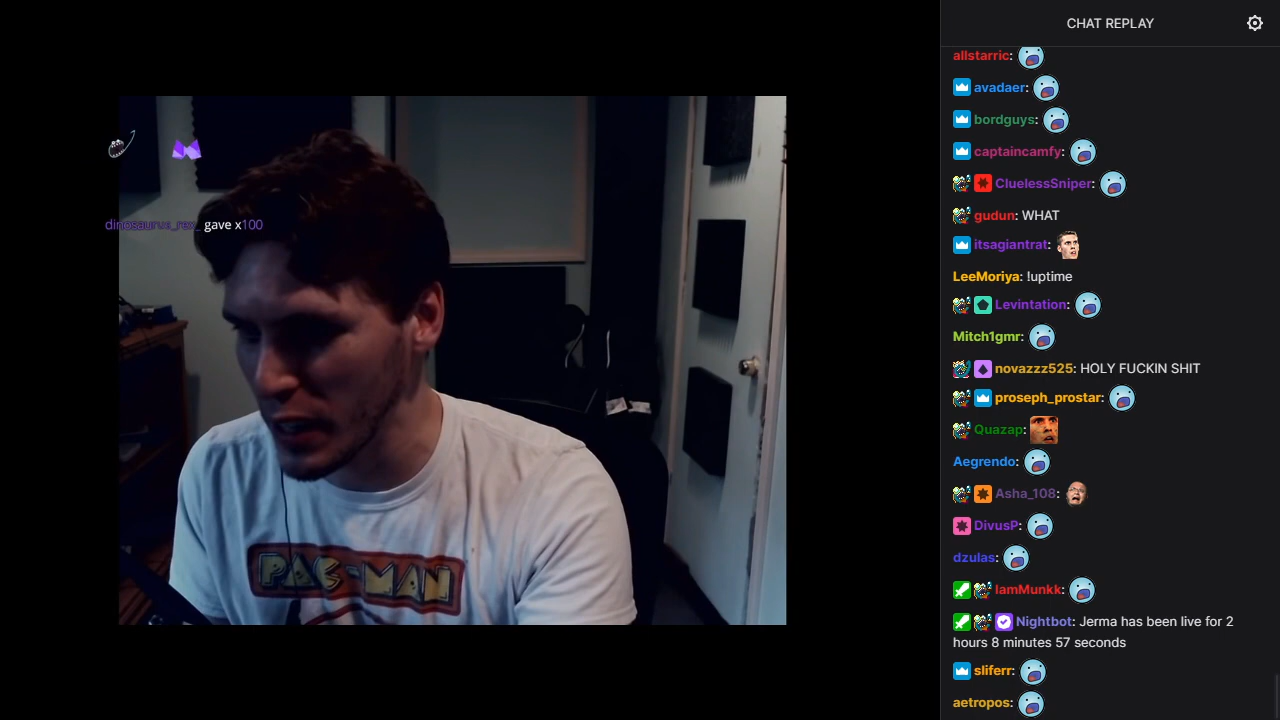 CHAT REPLAY
dinosaurus_rex_ gave x100
PAC-MAN
allstarric:
avadaer:
bordguys:
captaincamfy:
CluelessSniper:
gudun: WHAT
itsagiantrat:
LeeMoriya: !uptime
Levintation:
Mitch1gmr:
novazzz525: HOLY FUCKIN SHIT
proseph_prostar:
Quazap:
Aegrendo:
Asha_108:
DivusP:
dzulas:
IamMunkk:
Nightbot: Jerma has been live for 2
hours 8 minutes 57 seconds
sliferr:
aetropos: